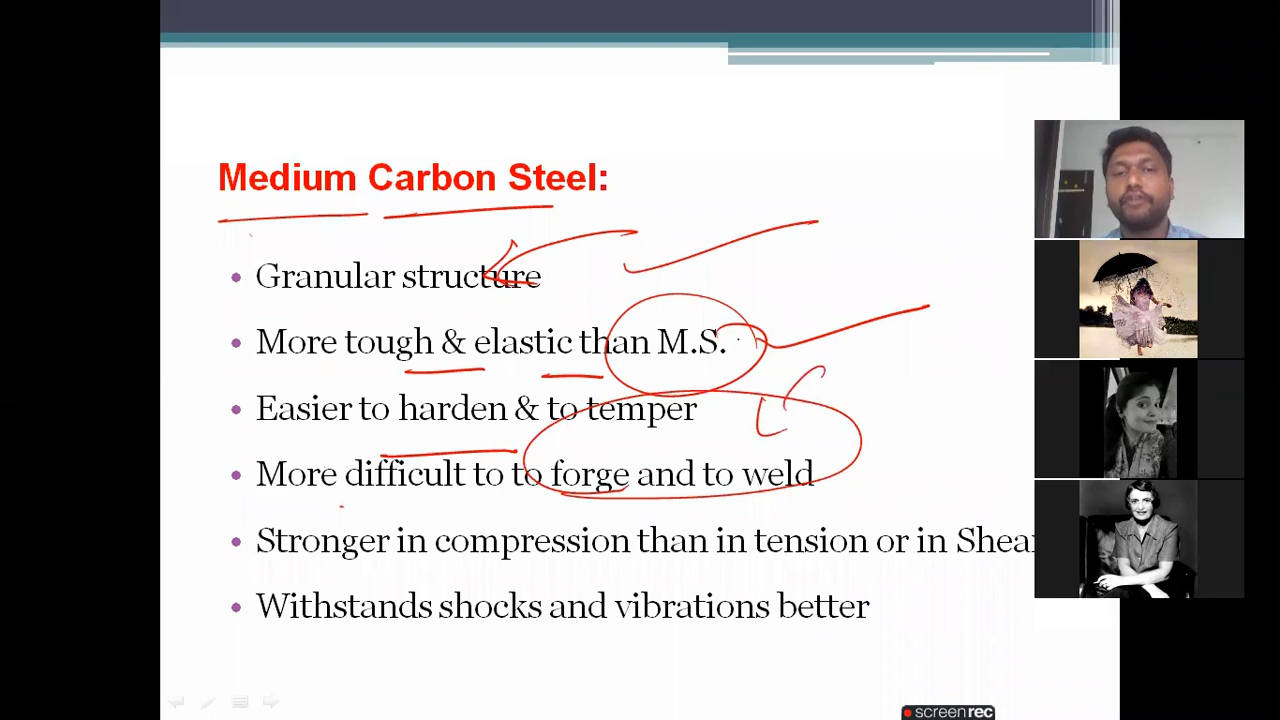 Medium Carbon Steel:
• Granular structure
• More tough & elastic than M.S.
• Easier to harden & to temper
• More difficult to to forge and to weld
• Stronger in compression than in tension or in Shear
• Withstands shocks and vibrations better
screenrec